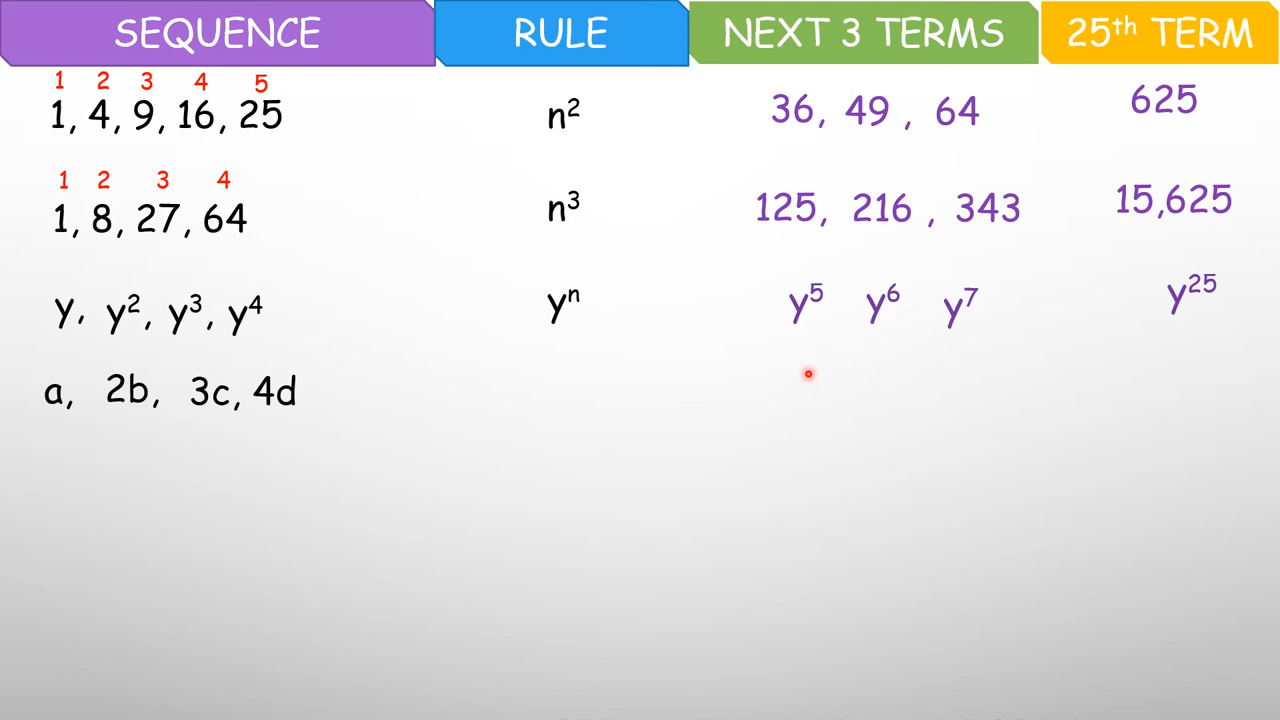 SEQUENCE RULE NEXT 3 TERMS 25th TERM
1 2 3 4 5
1, 4, 9, 16, 25 n² 36, 49 , 64 625
1 2 3 4
1, 8, 27, 64 n³ 125, 216 , 343 15,625
y, y², y³, y⁴ yⁿ y⁵ y⁶ y⁷ y²⁵
a, 2b, 3c, 4d